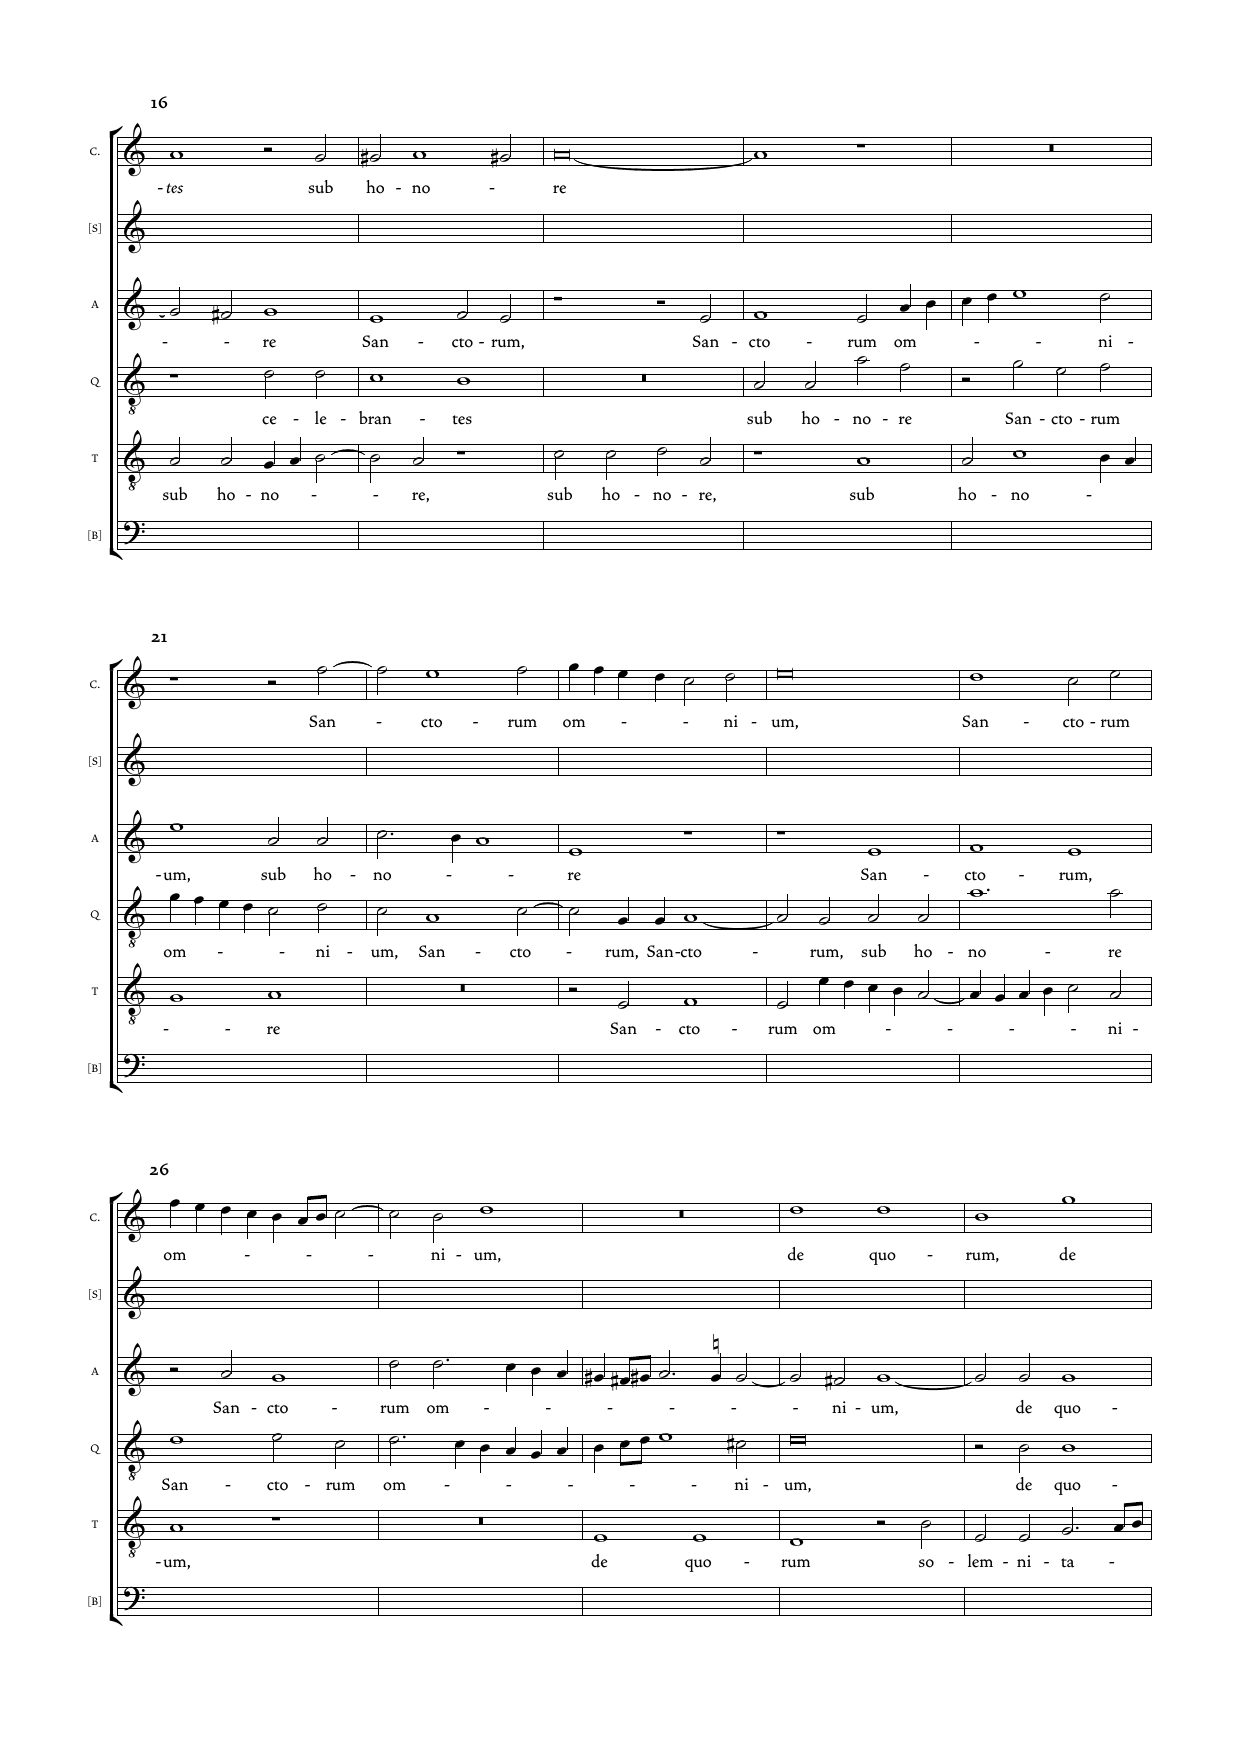 16
C.
- tes sub ho - no - re
[S]
A
- - re San - cto - rum, San - cto - rum om - - ni -
Q
ce - le - bran - tes sub ho - no - re San - cto - rum
T
sub ho - no - - re, sub ho - no - re, sub ho - no -
[B]
21
C.
San - cto - rum om - - ni - um, San - cto - rum
[S]
A
- um, sub ho - no - - re San - cto - rum,
Q
om - - ni - um, San - cto - rum, San - cto - rum, sub ho - no - re
T
- - re San - cto - rum om - - - - ni -
[B]
26
C.
om - - - ni - um, de quo - rum, de
[S]
A
San - cto - rum om - - - - - ni - um, de quo -
Q
San - cto - rum om - - - - - ni - um, de quo -
T
- um, de quo - rum so - lem - ni - ta -
[B]